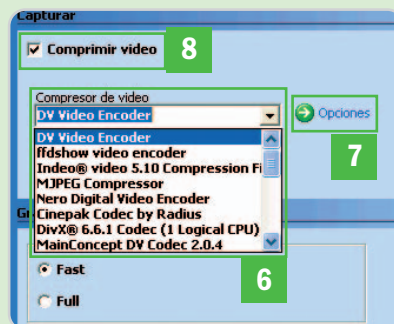 Capturar
Comprimir video
8
Compresor de video
DV Video Encoder
Opciones
7
DV Video Encoder
ffdshow video encoder
Indeo® video 5.10 Compression Fi
MJPEG Compressor
Nero Digital Video Encoder
Cinepak Codec by Radius
DivX® 6.6.1 Codec (1 Logical CPU)
MainConcept DV Codec 2.0.4
6
Fast
Full